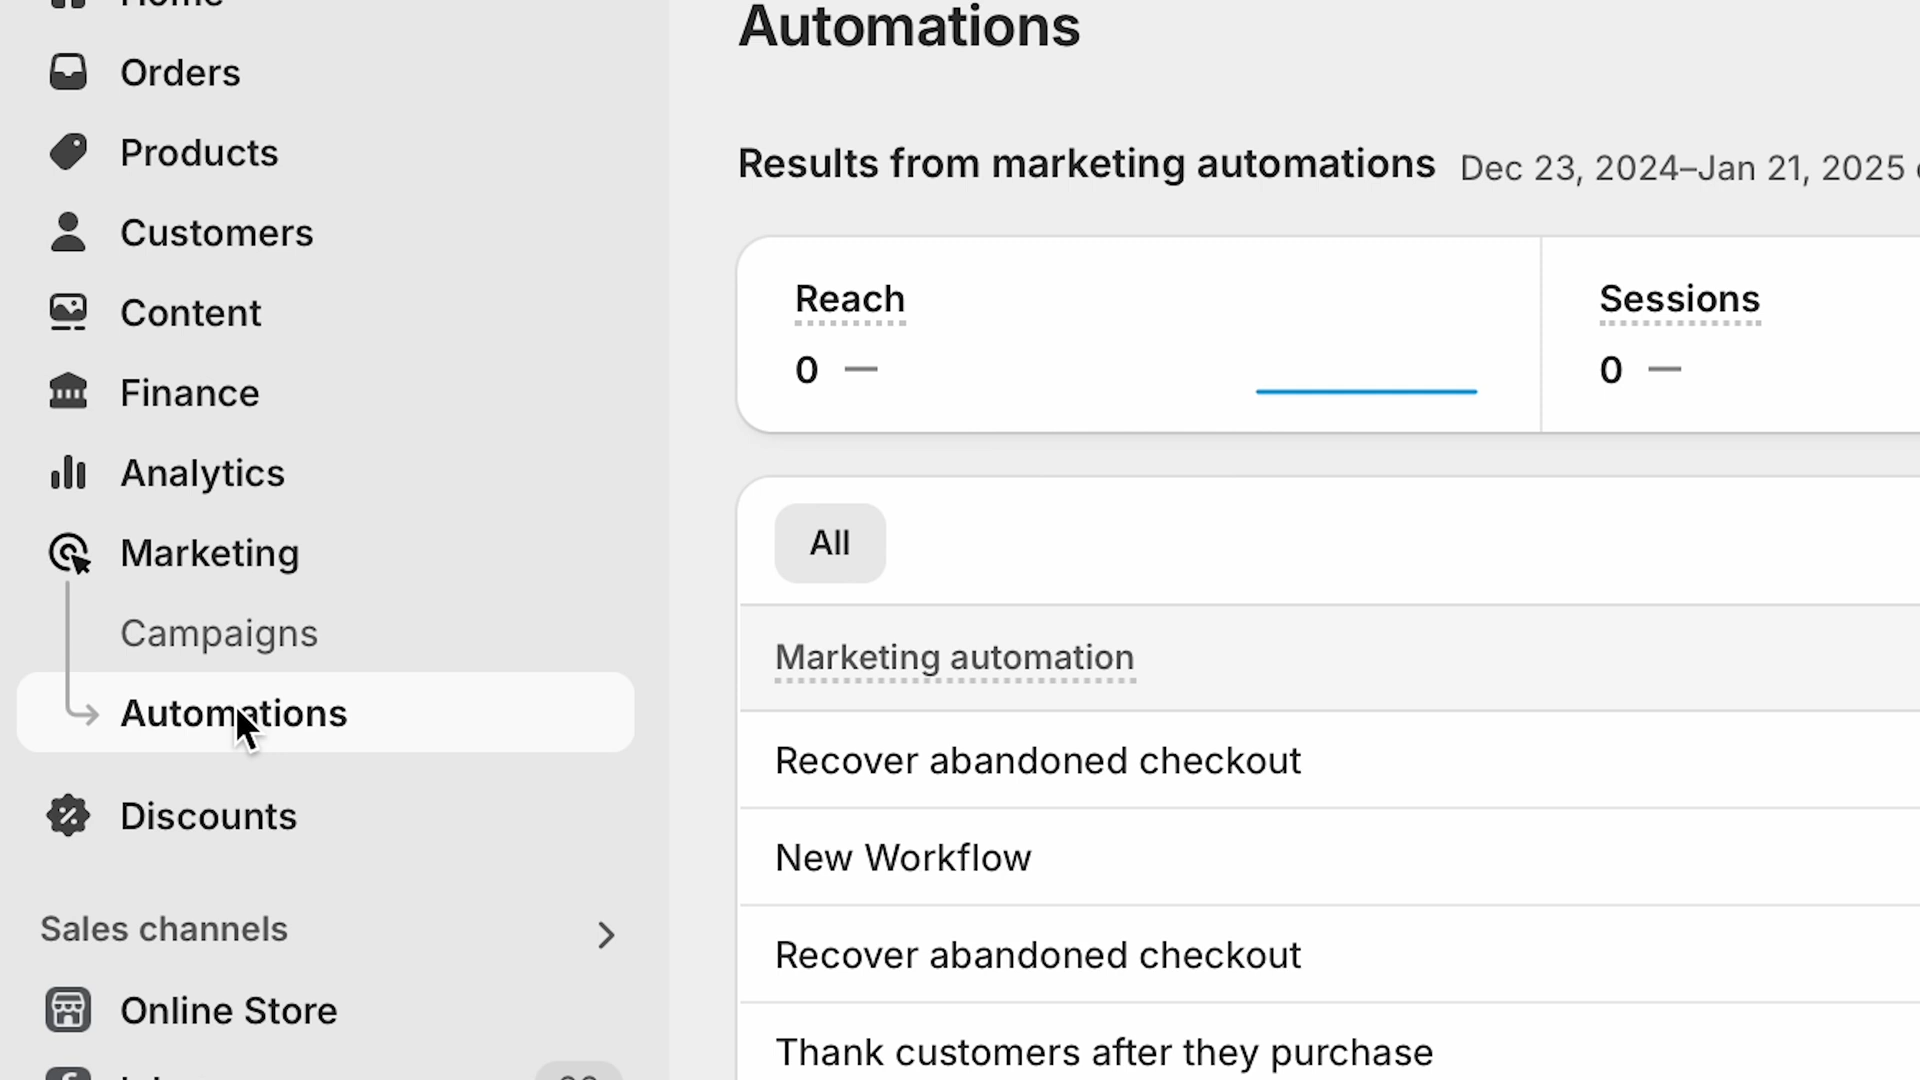 Home
Orders
Products
Customers
Content
Finance
Analytics
Marketing
Campaigns
Automations
Discounts
Sales channels
Online Store
Automations
Results from marketing automations Dec 23, 2024–Jan 21, 2025
Reach
0 —
Sessions
0 —
All
Marketing automation
Recover abandoned checkout
New Workflow
Recover abandoned checkout
Thank customers after they purchase